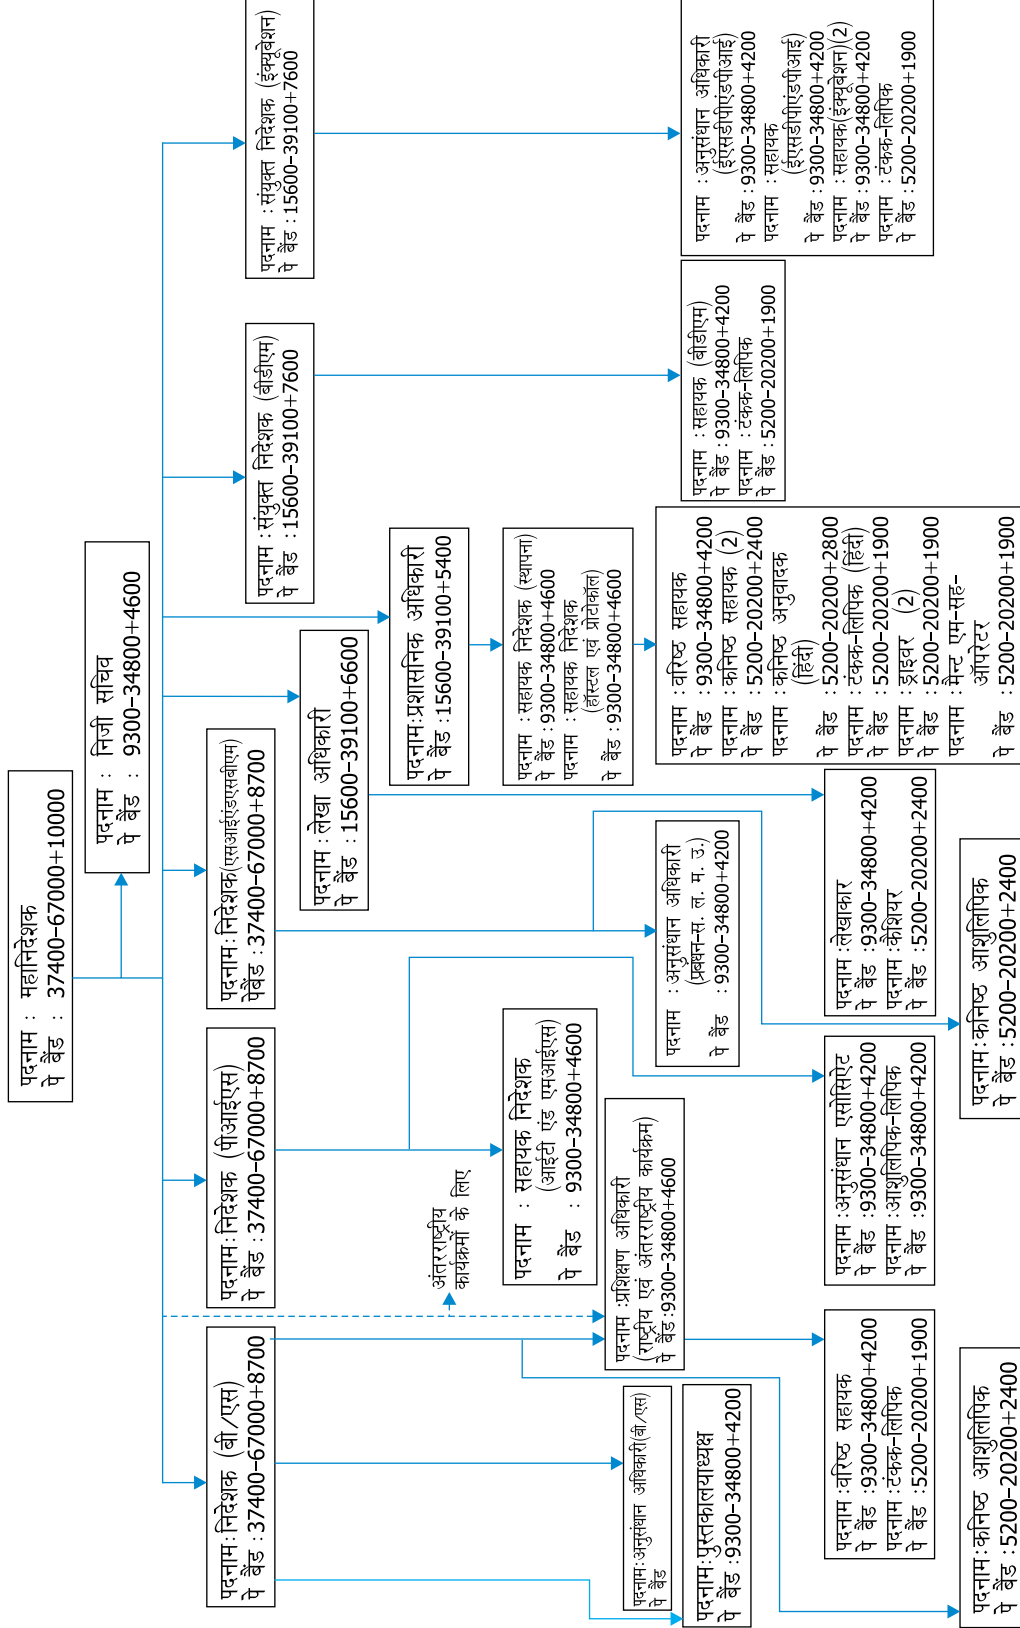 पदनाम : महानिदेशक
पे बैंड : 37400-67000+10000
पदनाम : निजी सचिव
पे बैंड : 9300-34800+4600
पदनाम:निदेशक (बी/एस)
पे बैंड :37400-67000+8700
पदनाम:निदेशक (पीआईएस)
पे बैंड :37400-67000+8700
पदनाम:निदेशक(एसआईएंडएसबीएम)
पेबैंड :37400-67000+8700
पदनाम :संयुक्त निदेशक (बीडीएम)
पे बैंड :15600-39100+7600
पदनाम :संयुक्त निदेशक (इंक्यूबेशन)
पे बैंड :15600-39100+7600
पदनाम:लेखा अधिकारी
पे बैंड :15600-39100+6600
पदनाम:प्रशासनिक अधिकारी
पे बैंड :15600-39100+5400
अंतरराष्ट्रीय
कार्यक्रमों के लिए
पदनाम : सहायक निदेशक
(आईटी एंड एमआईएस)
पे बैंड : 9300-34800+4600
पदनाम :सहायक निदेशक (स्थापना)
पे बैंड :9300-34800+4600
पदनाम :सहायक निदेशक
(हॉस्टल एवं प्रोटोकॉल)
पे बैंड :9300-34800+4600
पदनाम :प्रशिक्षण अधिकारी
(राष्ट्रीय एवं अंतरराष्ट्रीय कार्यक्रम)
पे बैंड:9300-34800+4600
पदनाम:अनुसंधान अधिकारी(बी/एस)
पे बैंड
पदनाम:पुस्तकालयाध्यक्ष
पे बैंड :9300-34800+4200
पदनाम :अनुसंधान अधिकारी
(प्रबंधन-स. ल. म. उ.)
पे बैंड :9300-34800+4200
पदनाम :वरिष्ठ सहायक
पे बैंड :9300-34800+4200
पदनाम :कनिष्ठ सहायक (2)
पे बैंड :5200-20200+2400
पदनाम :कनिष्ठ अनुवादक
(हिंदी)
पे बैंड :5200-20200+2800
पदनाम :टंकक-लिपिक (हिंदी)
पे बैंड :5200-20200+1900
पदनाम :ड्राइवर (2)
पे बैंड :5200-20200+1900
पदनाम :मैन्ट एम-सह-
ऑपरेटर
पे बैंड :5200-20200+1900
पदनाम :सहायक (बीडीएम)
पे बैंड :9300-34800+4200
पदनाम :टंकक-लिपिक
पे बैंड :5200-20200+1900
पदनाम :अनुसंधान अधिकारी
(ईएसडीपीएंडपीआई)
पे बैंड :9300-34800+4200
पदनाम :सहायक
(ईएसडीपीएंडपीआई)
पे बैंड :9300-34800+4200
पदनाम :सहायक(इंक्यूबेशन)(2)
पे बैंड :9300-34800+4200
पदनाम :टंकक-लिपिक
पे बैंड :5200-20200+1900
पदनाम :वरिष्ठ सहायक
पे बैंड :9300-34800+4200
पदनाम :टंकक-लिपिक
पे बैंड :5200-20200+1900
पदनाम :अनुसंधान एसोसिएट
पे बैंड :9300-34800+4200
पदनाम :आशुलिपिक-लिपिक
पे बैंड :9300-34800+4200
पदनाम :लेखाकार
पे बैंड :9300-34800+4200
पदनाम :कैशियर
पे बैंड :5200-20200+2400
पदनाम:कनिष्ठ आशुलिपिक
पे बैंड :5200-20200+2400
पदनाम:कनिष्ठ आशुलिपिक
पे बैंड :5200-20200+2400